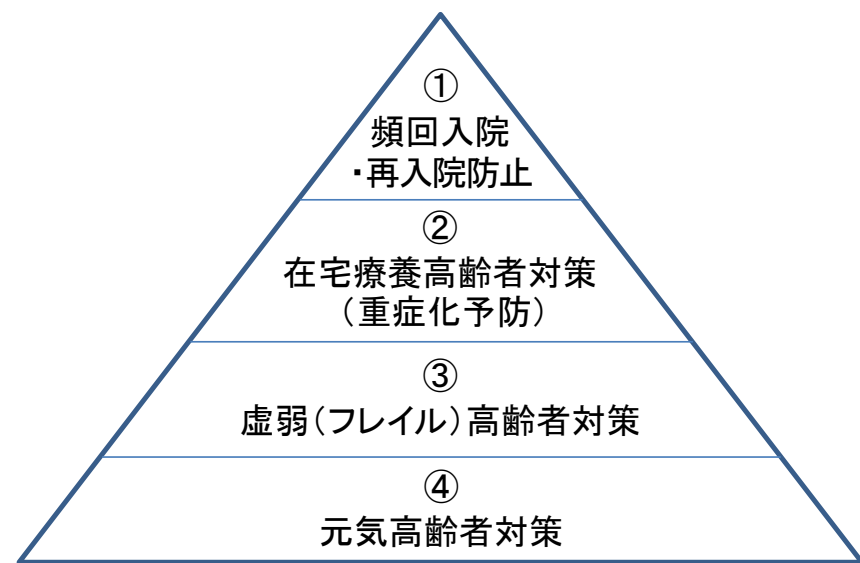 ①
頻回入院
・再入院防止
②
在宅療養高齢者対策
（重症化予防）
③
虚弱（フレイル）高齢者対策
④
元気高齢者対策